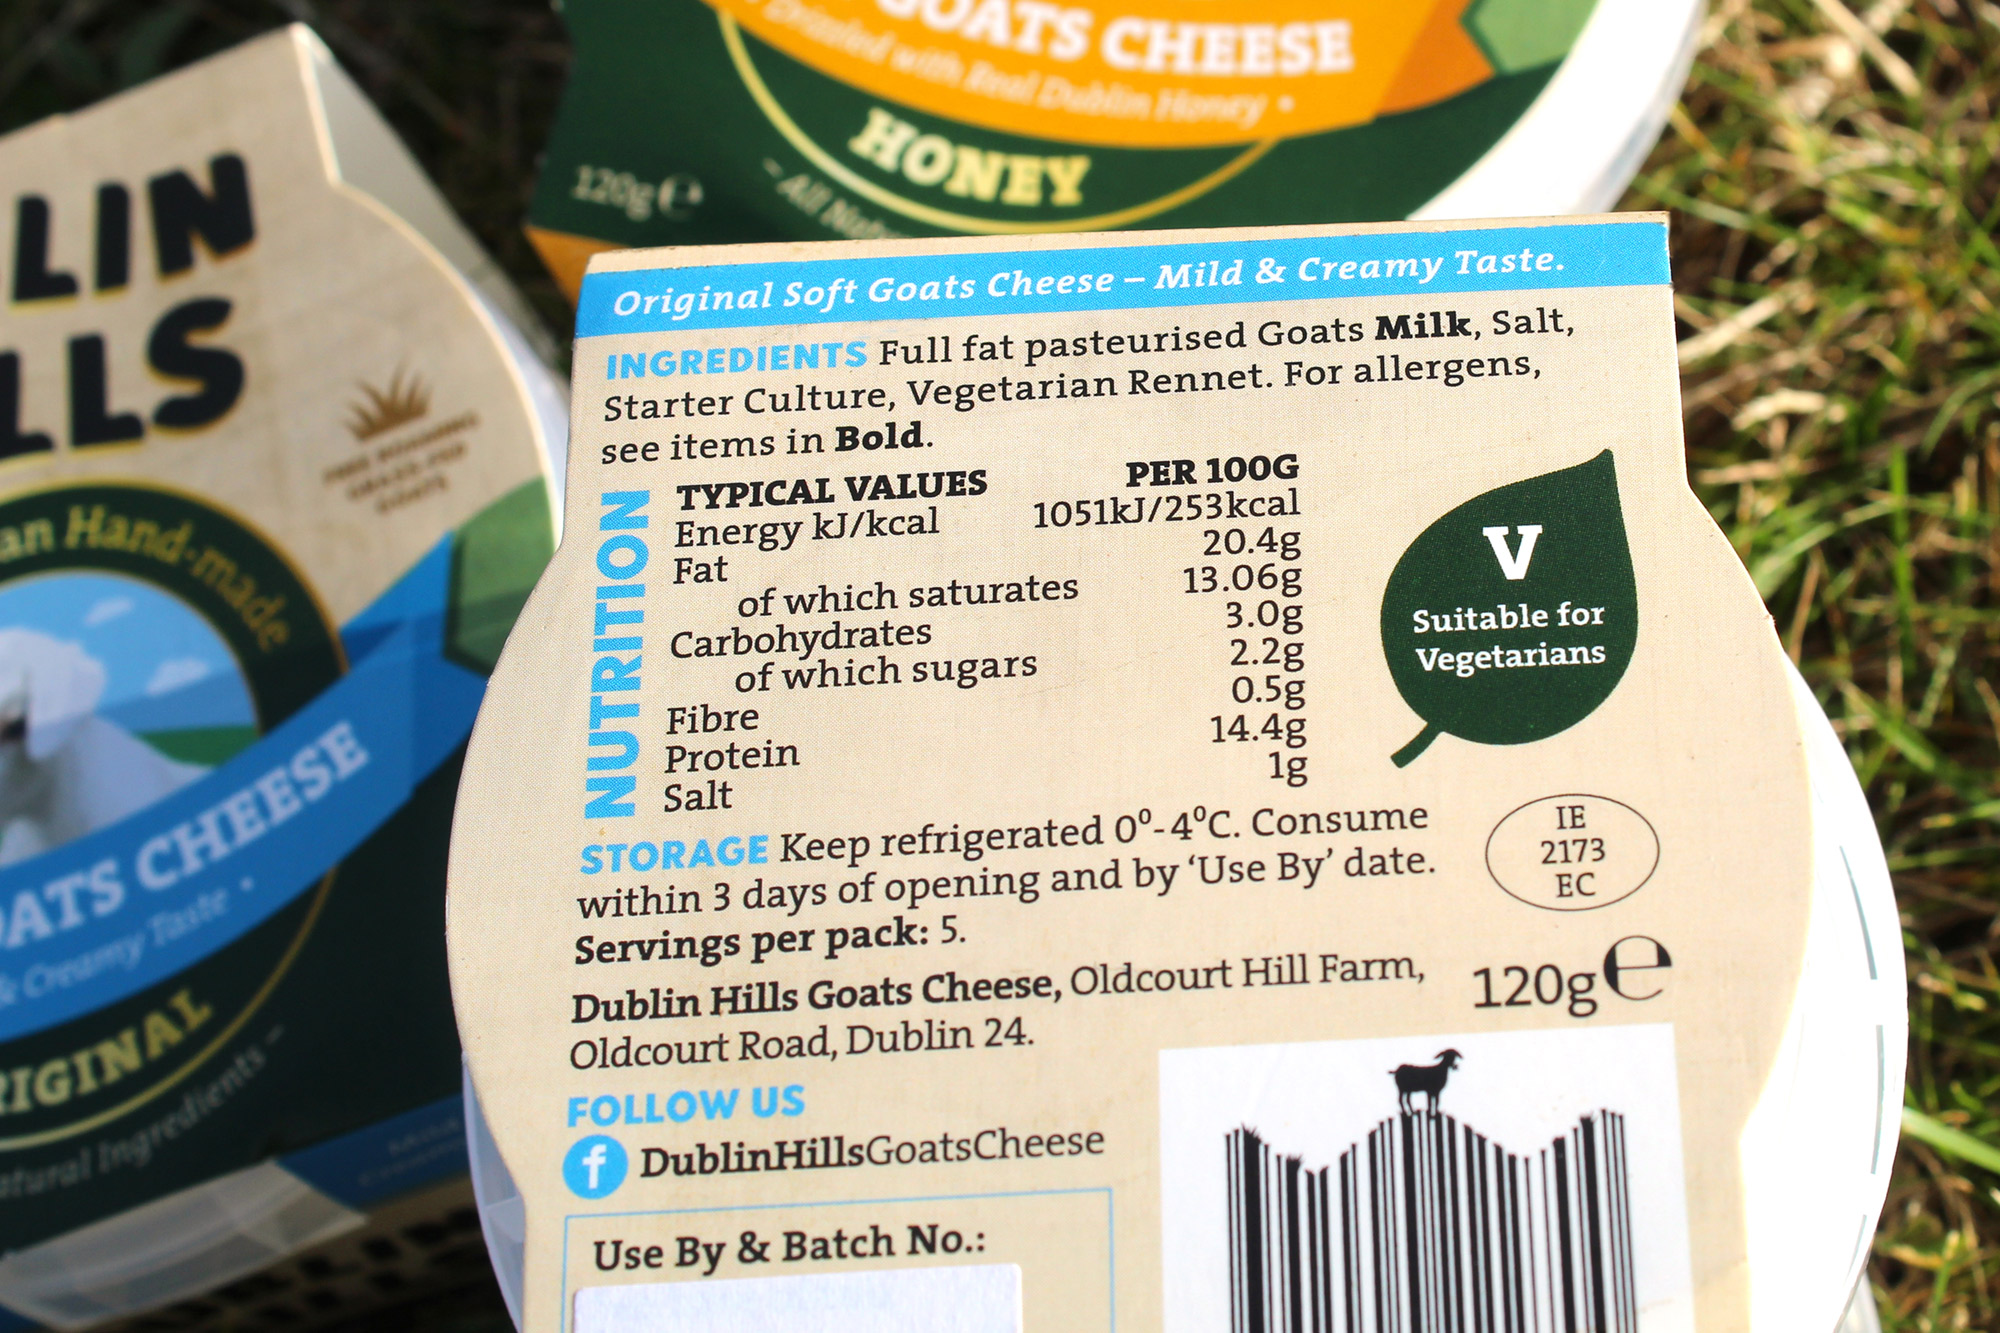 GOATS CHEESE
Drizzled with Real Dublin Honey •
HONEY
120g ℮
- All
LIN
LLS
an Hand-made
OATS CHEESE
& Creamy Taste •
RIGINAL
atural Ingredients -
Original Soft Goats Cheese – Mild & Creamy Taste.
INGREDIENTS Full fat pasteurised Goats Milk, Salt,
Starter Culture, Vegetarian Rennet. For allergens,
see items in Bold.
NUTRITION
TYPICAL VALUES PER 100G
Energy kJ/kcal 1051kJ/253kcal
Fat 20.4g
of which saturates 13.06g
Carbohydrates 3.0g
of which sugars 2.2g
Fibre 0.5g
Protein 14.4g
Salt 1g
V
Suitable for
Vegetarians
STORAGE Keep refrigerated 0º-4ºC. Consume
within 3 days of opening and by ‘Use By’ date.
Servings per pack: 5.
IE
2173
EC
Dublin Hills Goats Cheese, Oldcourt Hill Farm,
Oldcourt Road, Dublin 24.
120g ℮
FOLLOW US
f DublinHillsGoatsCheese
Use By & Batch No.: